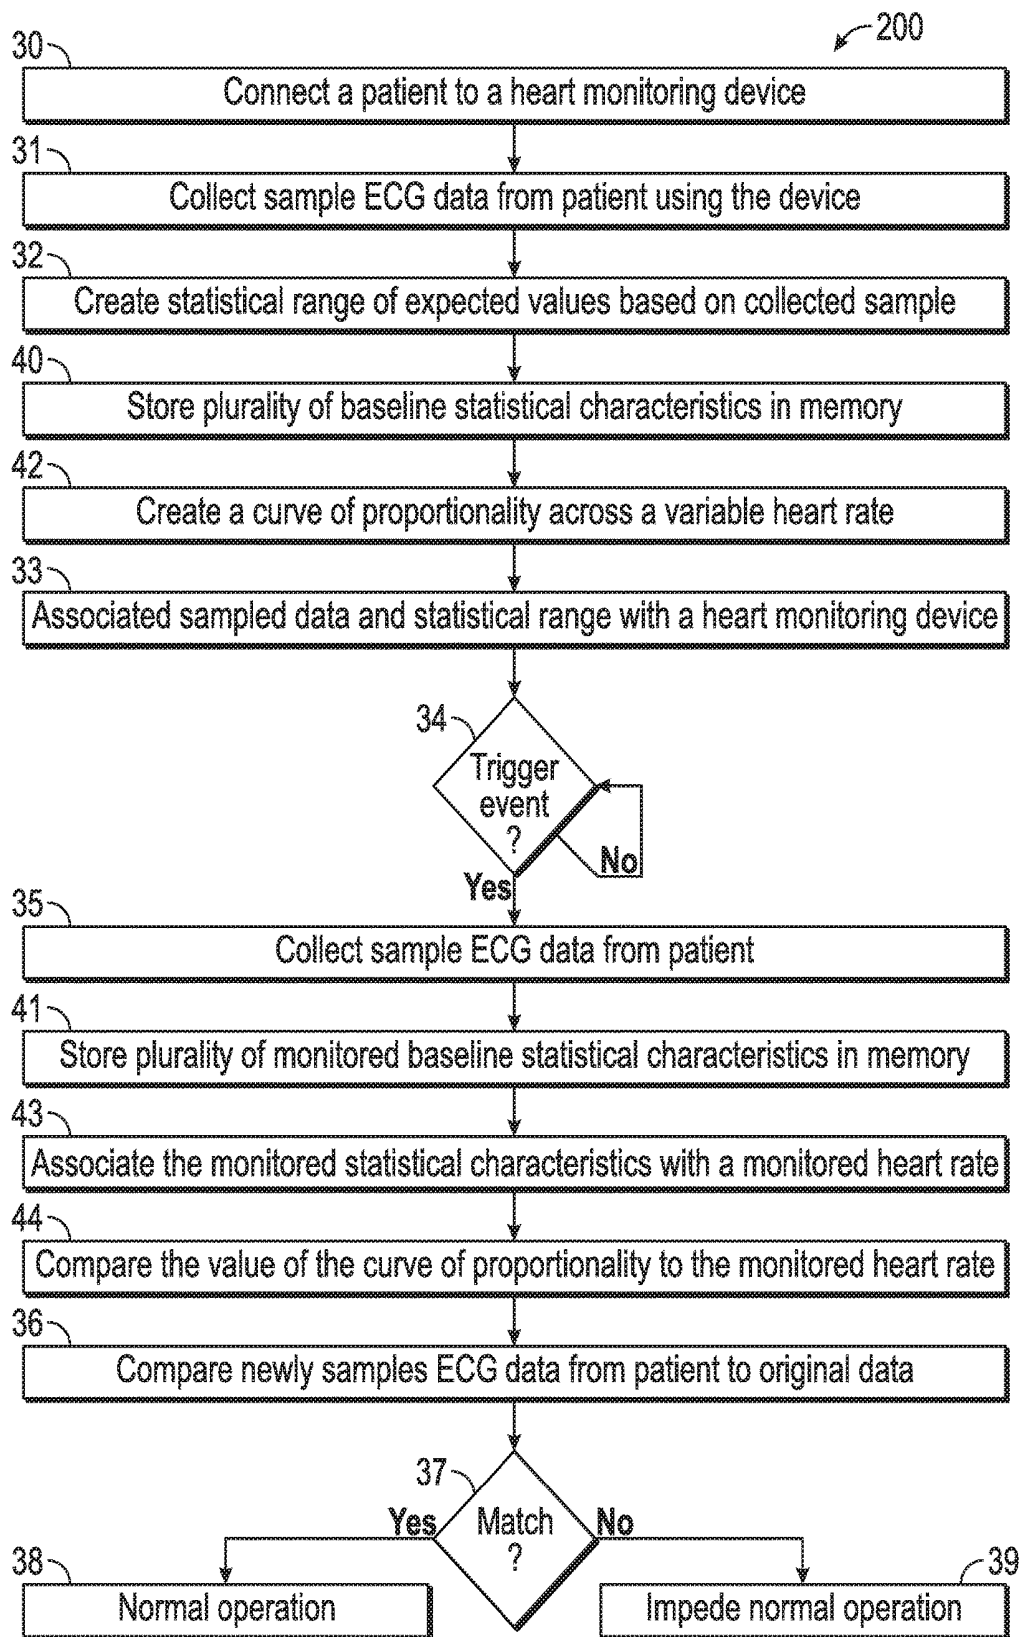 200
30
Connect a patient to a heart monitoring device
31
Collect sample ECG data from patient using the device
32
Create statistical range of expected values based on collected sample
40
Store plurality of baseline statistical characteristics in memory
42
Create a curve of proportionality across a variable heart rate
33
Associated sampled data and statistical range with a heart monitoring device
34
Trigger
event
?
No
Yes
35
Collect sample ECG data from patient
41
Store plurality of monitored baseline statistical characteristics in memory
43
Associate the monitored statistical characteristics with a monitored heart rate
44
Compare the value of the curve of proportionality to the monitored heart rate
36
Compare newly samples ECG data from patient to original data
37
Yes
Match
?
No
38
Normal operation
39
Impede normal operation